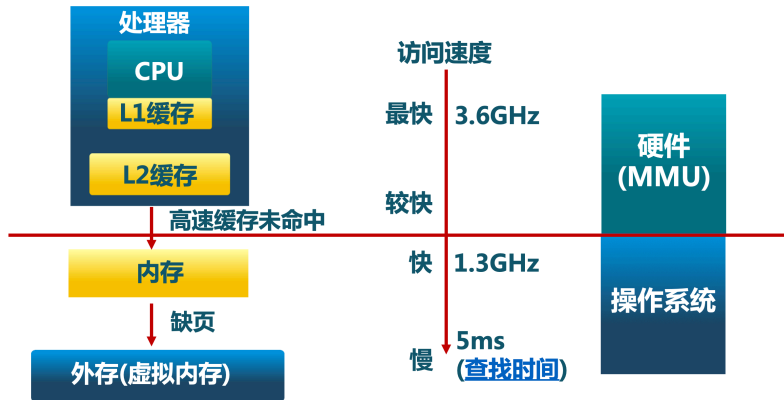 处理器
CPU
L1缓存
L2缓存
高速缓存未命中
内存
缺页
外存(虚拟内存)
访问速度
最快 3.6GHz
较快
快 1.3GHz
慢 5ms
(查找时间)
硬件
(MMU)
操作系统